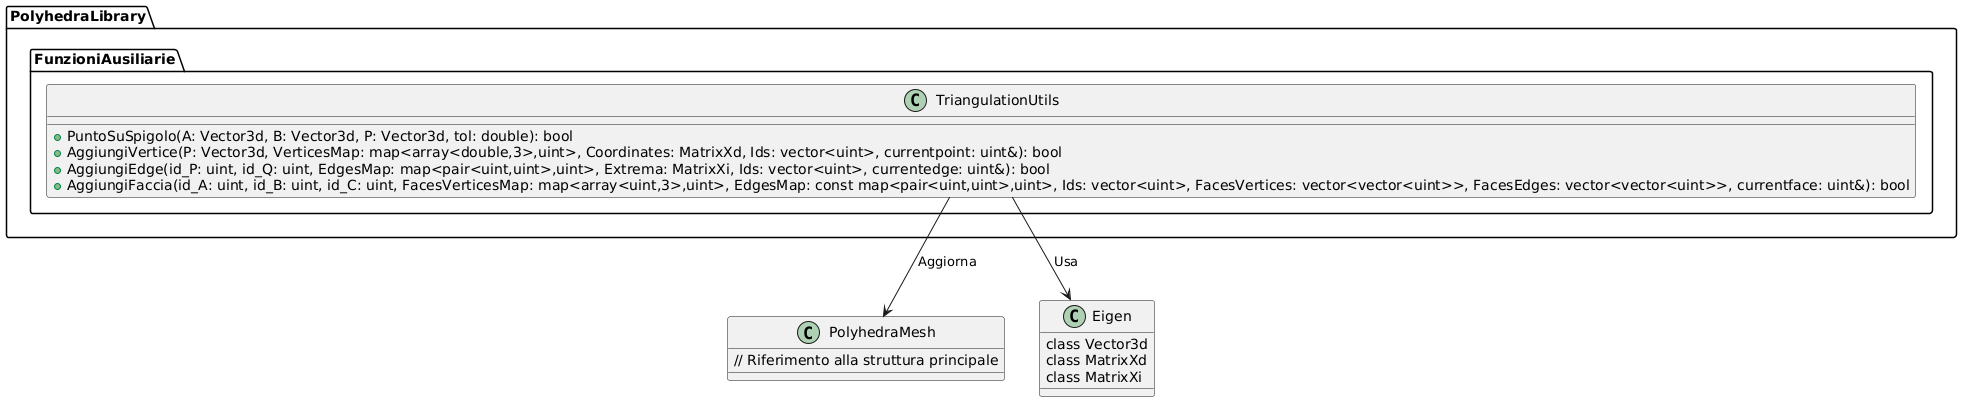 PolyhedraLibrary
FunzioniAusiliarie
C TriangulationUtils
PuntoSuSpigolo(A: Vector3d, B: Vector3d, P: Vector3d, tol: double): bool
AggiungiVertice(P: Vector3d, VerticesMap: map<array<double,3>,uint>, Coordinates: MatrixXd, Ids: vector<uint>, currentpoint: uint&): bool
AggiungiEdge(id_P: uint, id_Q: uint, EdgesMap: map<pair<uint,uint>,uint>, Extrema: MatrixXi, Ids: vector<uint>, currentedge: uint&): bool
AggiungiFaccia(id_A: uint, id_B: uint, id_C: uint, FacesVerticesMap: map<array<uint,3>,uint>, EdgesMap: const map<pair<uint,uint>,uint>, Ids: vector<uint>, FacesVertices: vector<vector<uint>>, FacesEdges: vector<vector<uint>>, currentface: uint&): bool
Aggiorna
Usa
C PolyhedraMesh
// Riferimento alla struttura principale
C Eigen
class Vector3d
class MatrixXd
class MatrixXi